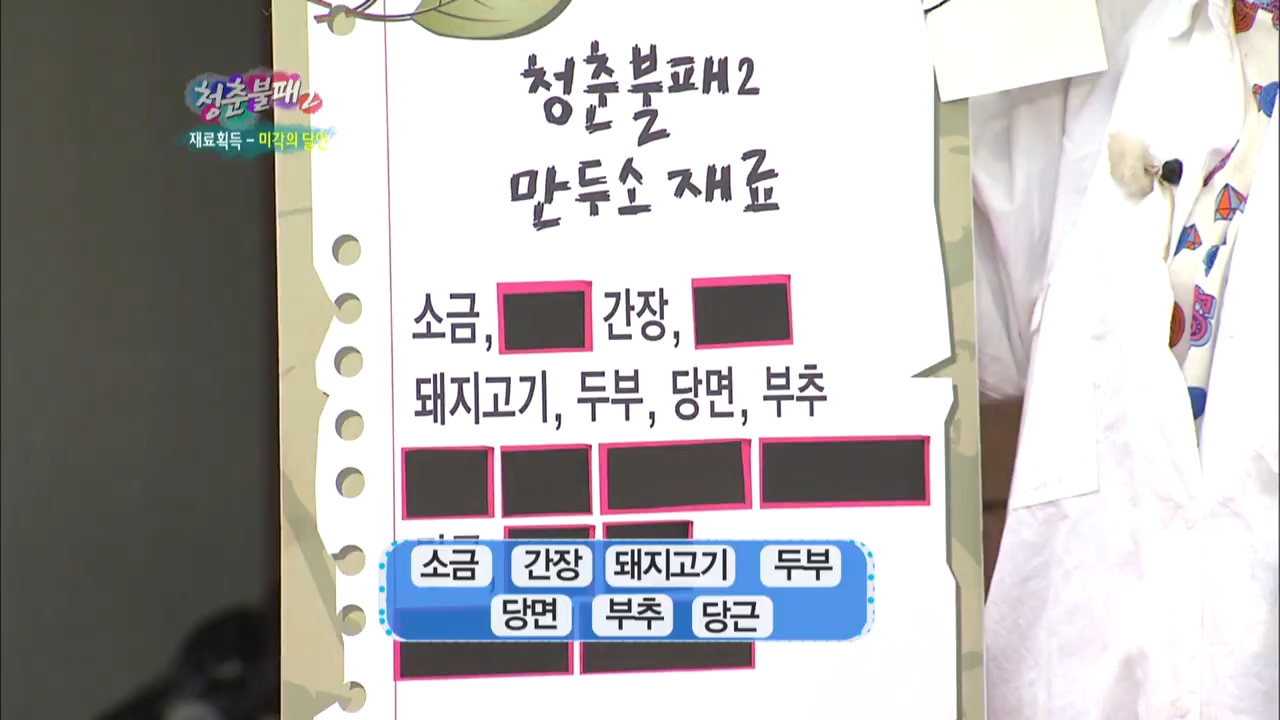 청춘불패2
재료획득 - 미각의 달인
청춘불패2
만두소 재료
소금, 간장,
돼지고기, 두부, 당면, 부추
소금 간장 돼지고기 두부
당면 부추 당근